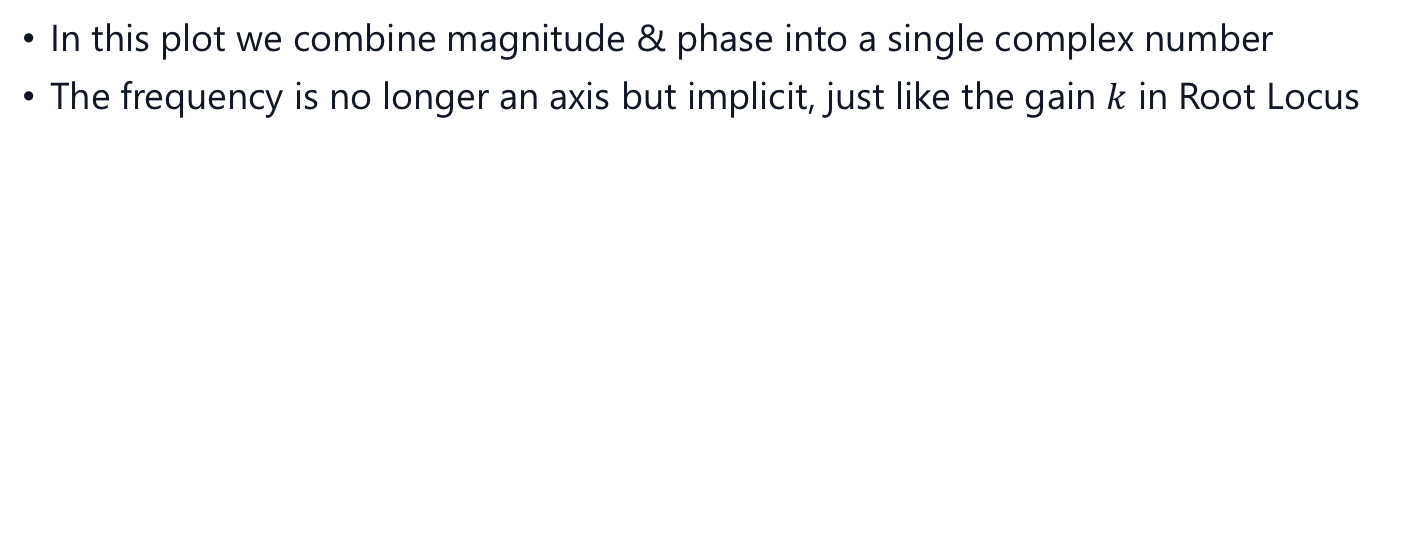 • In this plot we combine magnitude & phase into a single complex number
• The frequency is no longer an axis but implicit, just like the gain k in Root Locus